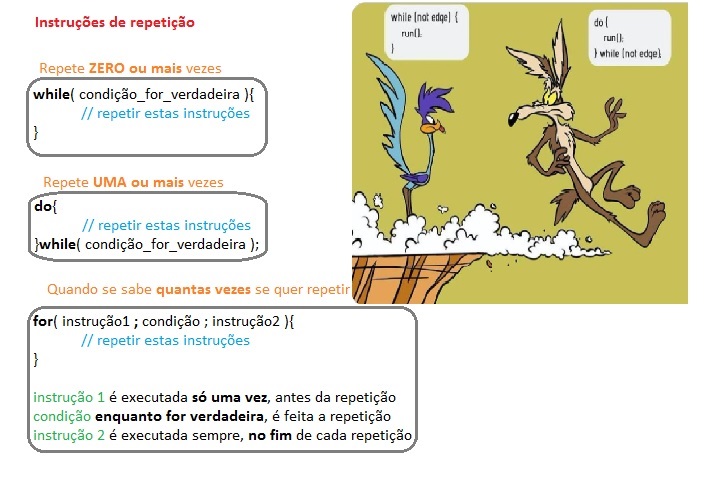 Instruções de repetição
Repete ZERO ou mais vezes
while( condição_for_verdadeira ){
// repetir estas instruções
}
Repete UMA ou mais vezes
do{
// repetir estas instruções
}while( condição_for_verdadeira );
Quando se sabe quantas vezes se quer repetir
for( instrução1 ; condição ; instrução2 ){
// repetir estas instruções
}
instrução 1 é executada só uma vez, antes da repetição
condição enquanto for verdadeira, é feita a repetição
instrução 2 é executada sempre, no fim de cada repetição
while (not edge) {
run();
}
do {
run();
} while (not edge);